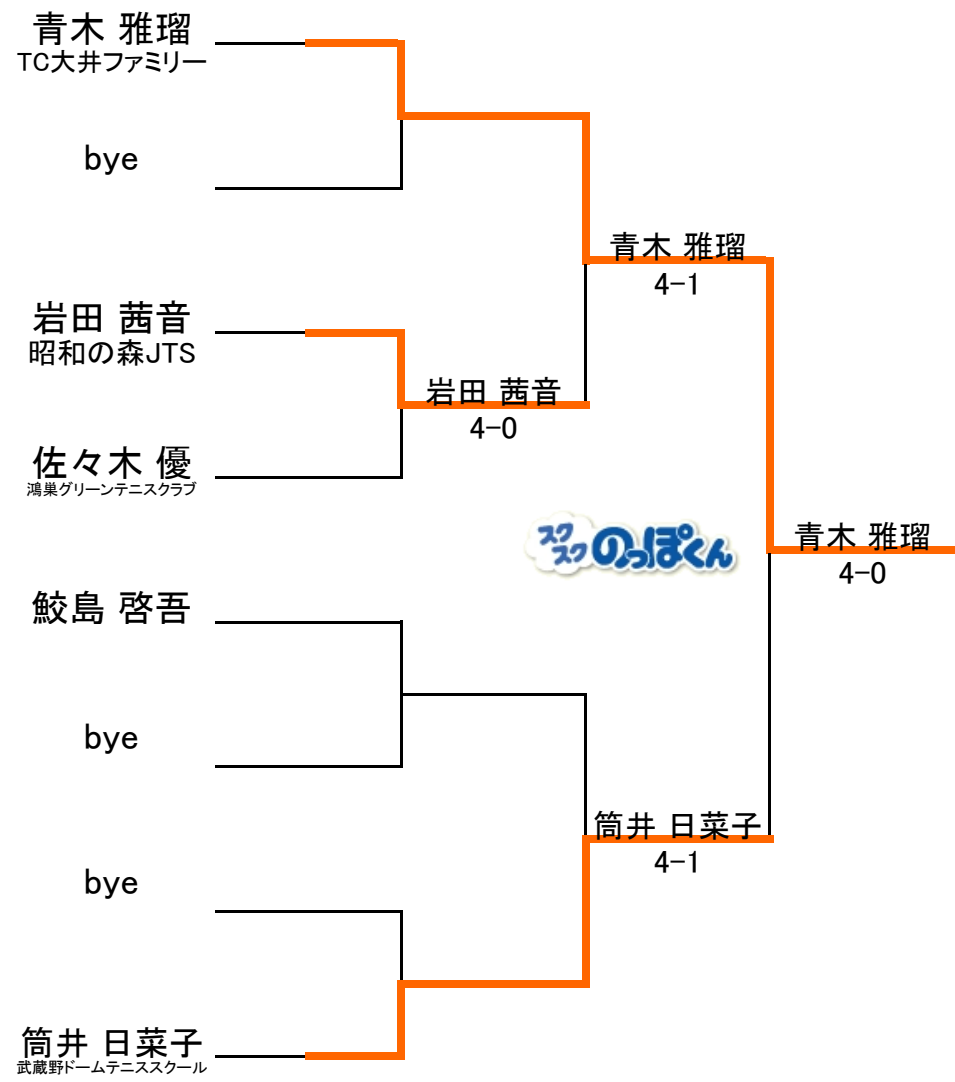 青木 雅瑠
TC大井ファミリー
bye
青木 雅瑠
4-1
岩田 茜音
昭和の森JTS
岩田 茜音
4-0
佐々木 優
鴻巣グリーンテニスクラブ
スクスク のっぽくん
青木 雅瑠
4-0
鮫島 啓吾
bye
筒井 日菜子
4-1
bye
筒井 日菜子
武蔵野ドームテニススクール